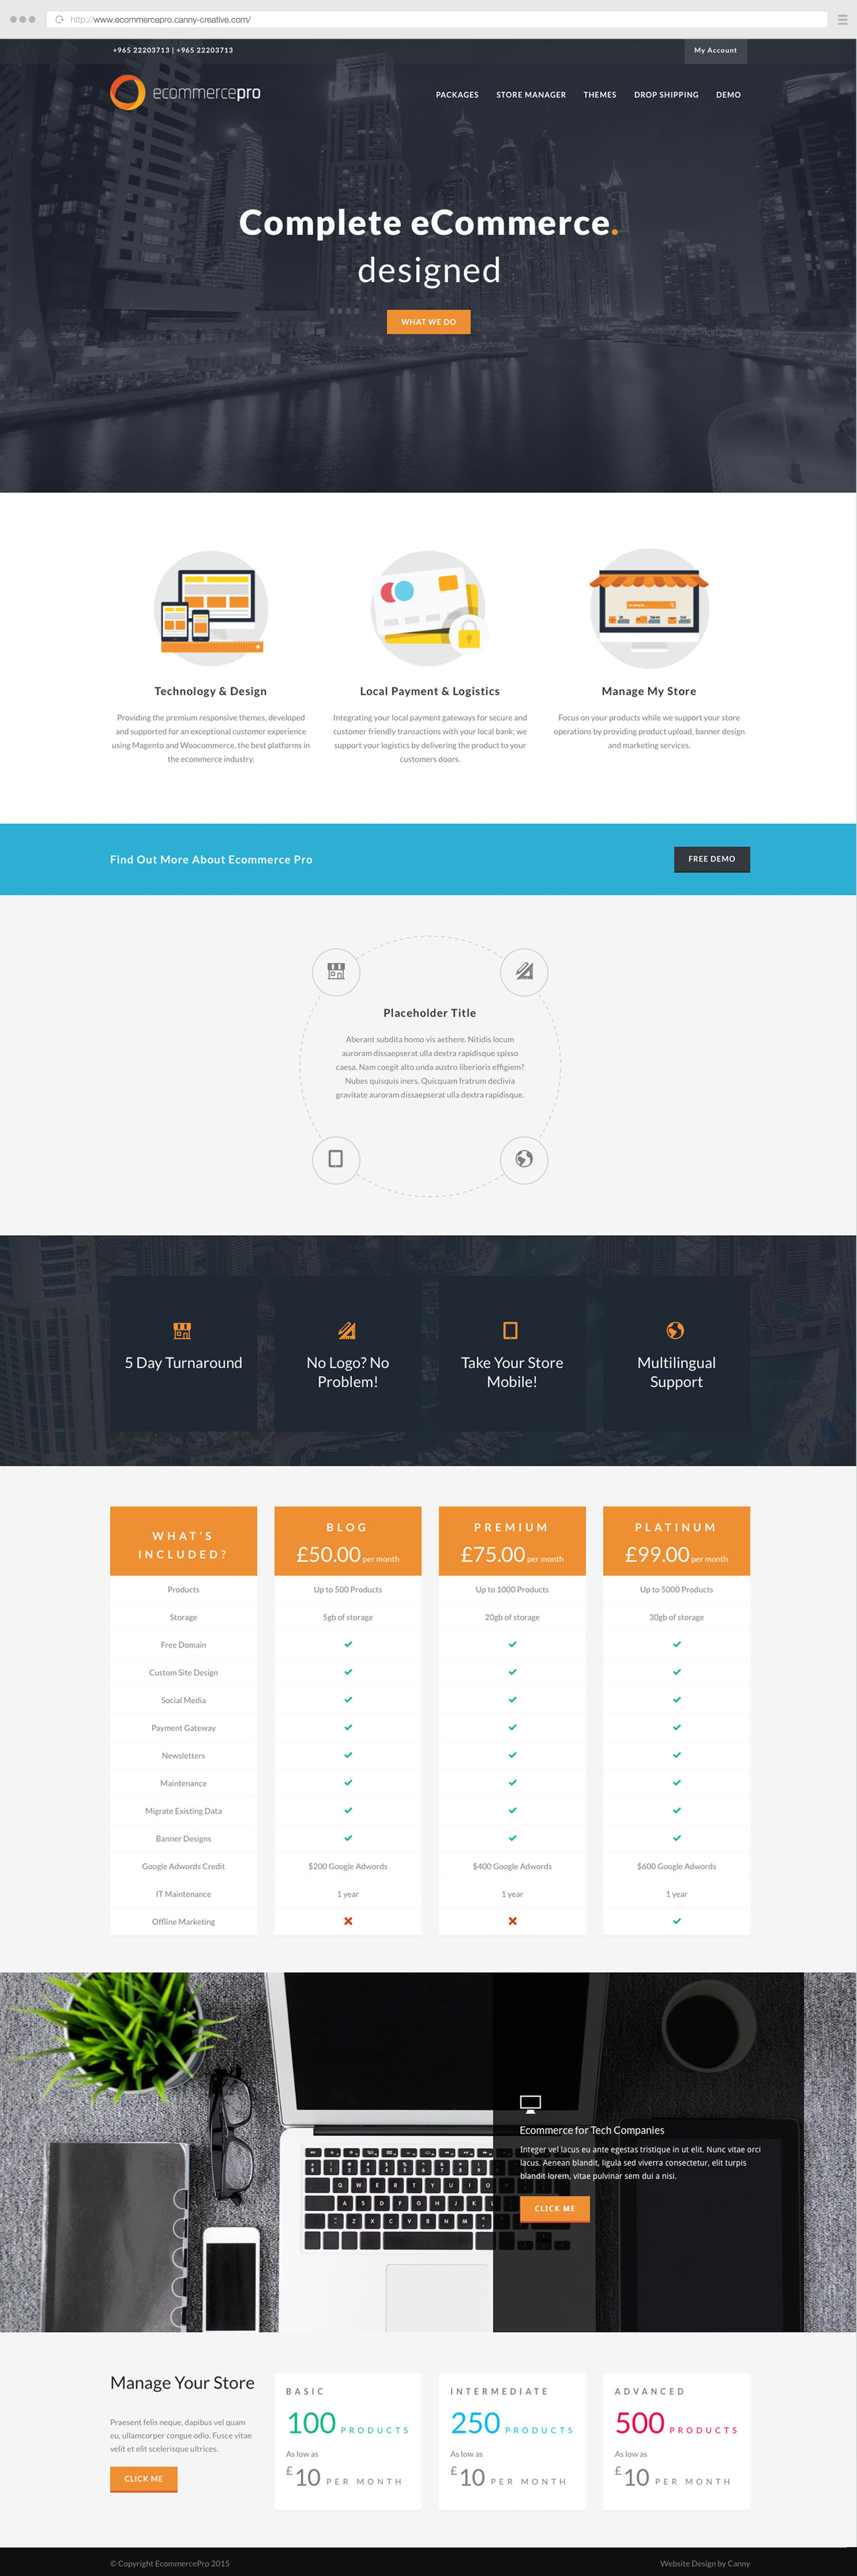 http://www.ecommercepro.canny-creative.com/
+965 22203713 | +965 22203713
My Account
ecommercepro
PACKAGES STORE MANAGER THEMES DROP SHIPPING DEMO
Complete eCommerce.
designed
WHAT WE DO
Technology & Design
Providing the premium responsive themes, developed
and supported for an exceptional customer experience
using Magento and Woocommerce, the best platforms in
the ecommerce industry.
Local Payment & Logistics
Integrating your local payment gateways for secure and
customer friendly transactions with your local bank; we
support your logistics by delivering the product to your
customers doors.
Manage My Store
Focus on your products while we support your store
operations by providing product upload, banner design
and marketing services.
Find Out More About Ecommerce Pro
FREE DEMO
Placeholder Title
Aberant subdita homo vis aethere. Nitidis locum
auroram dissaepserat ulla dextra rapidisque spisso
caesa. Nam coegit alto unda austro liberioris effigiem?
Nubes quisquis iners. Quicquam fratrum declivia
gravitate auroram dissaepserat ulla dextra rapidisque.
5 Day Turnaround
No Logo? No
Problem!
Take Your Store
Mobile!
Multilingual
Support
WHAT'S
INCLUDED?
BLOG
£50.00 per month
PREMIUM
£75.00 per month
PLATINUM
£99.00 per month
Products Up to 500 Products Up to 1000 Products Up to 5000 Products
Storage 5gb of storage 20gb of storage 30gb of storage
Free Domain
Custom Site Design
Social Media
Payment Gateway
Newsletters
Maintenance
Migrate Existing Data
Banner Designs
Google Adwords Credit $200 Google Adwords $400 Google Adwords $600 Google Adwords
IT Maintenance 1 year 1 year 1 year
Offline Marketing
Ecommerce for Tech Companies
Integer vel lacus eu ante egestas tristique in ut elit. Nunc vitae orci
lacus. Aenean blandit, ligula sed viverra consectetur, elit turpis
blandit lorem, vitae pulvinar sem dui a nisi.
CLICK ME
Manage Your Store
Praesent felis neque, dapibus vel quam
eu, ullamcorper congue odio. Fusce vitae
velit et elit scelerisque ultrices.
CLICK ME
BASIC
100 PRODUCTS
As low as
£10 PER MONTH
INTERMEDIATE
250 PRODUCTS
As low as
£10 PER MONTH
ADVANCED
500 PRODUCTS
As low as
£10 PER MONTH
© Copyright EcommercePro 2015
Website Design by Canny